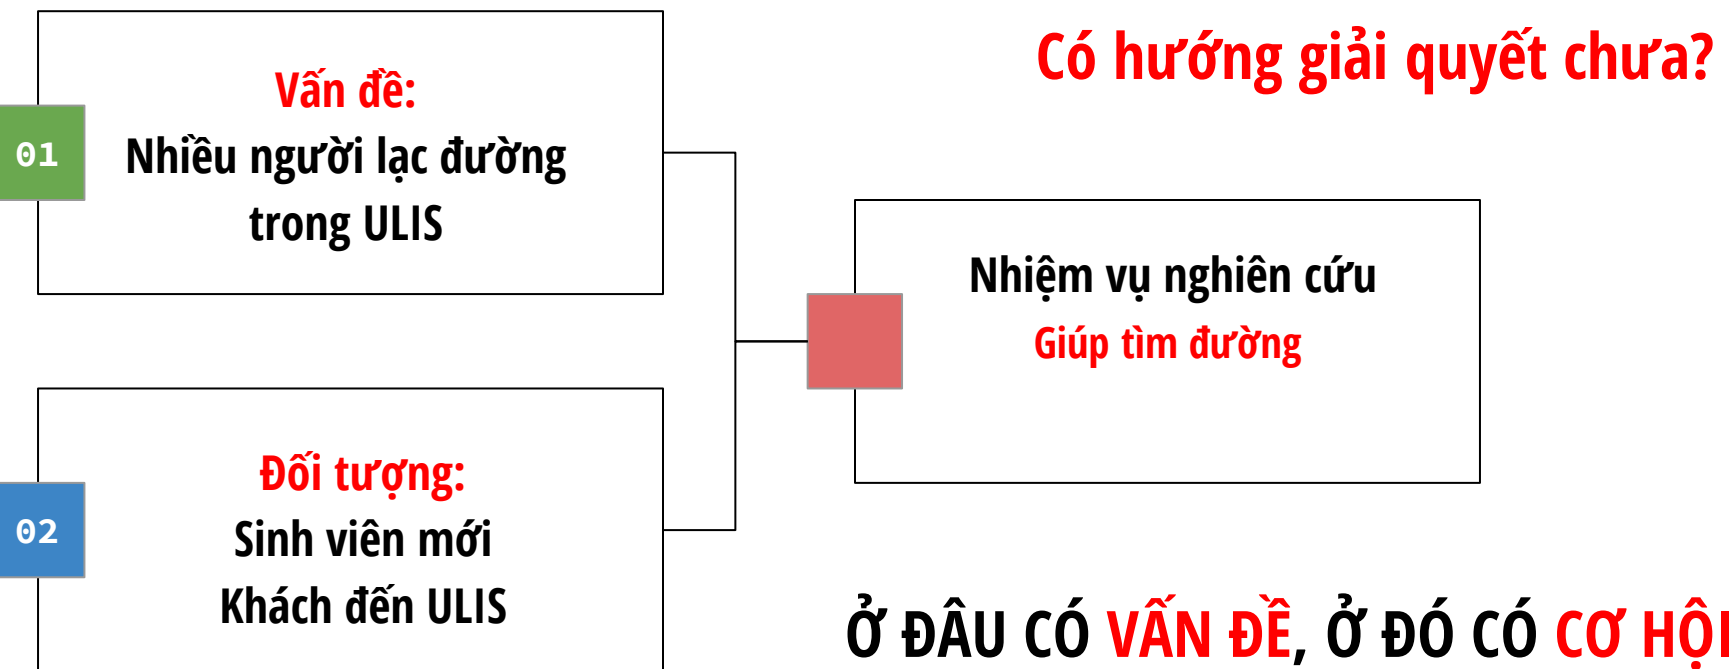 Có hướng giải quyết chưa?
01
Vấn đề:
Nhiều người lạc đường
trong ULIS
Nhiệm vụ nghiên cứu
Giúp tìm đường
02
Đối tượng:
Sinh viên mới
Khách đến ULIS
Ở ĐÂU CÓ VẤN ĐỀ, Ở ĐÓ CÓ CƠ HỘI